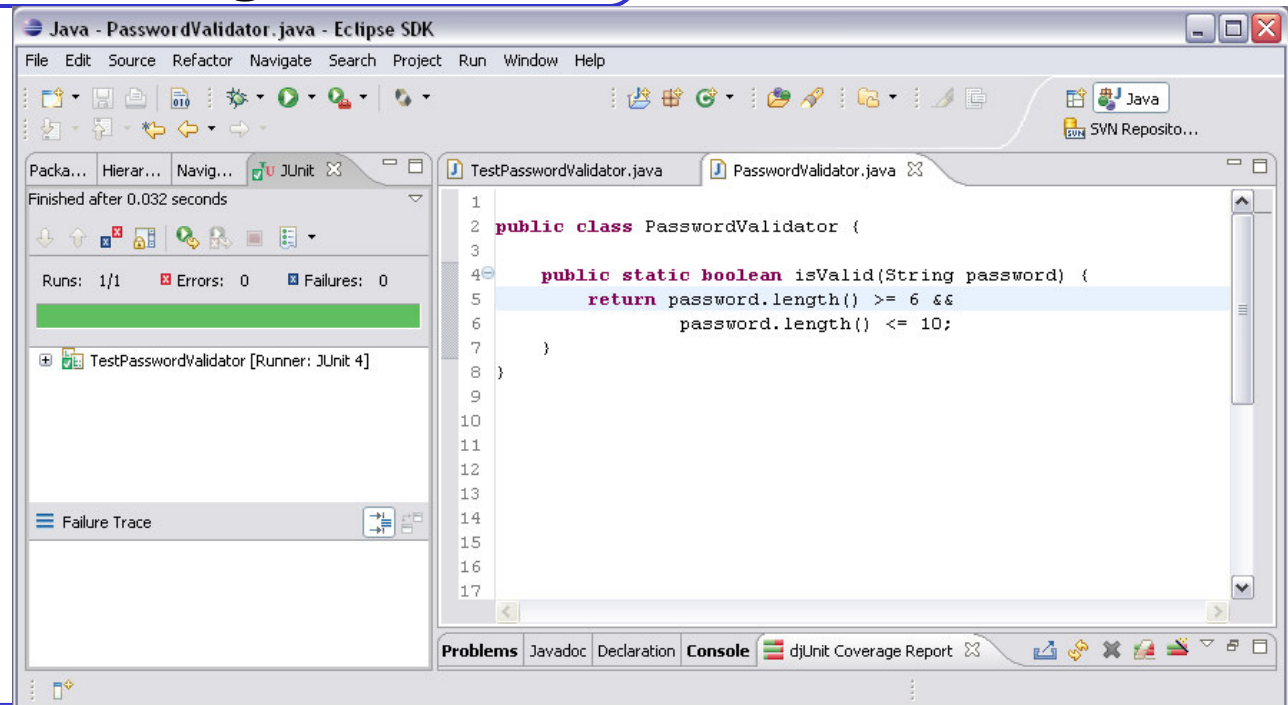 Java - PasswordValidator.java - Eclipse SDK
File Edit Source Refactor Navigate Search Project Run Window Help
Java
SVN Reposito...
Packa... Hierar... Navig... JUnit
Finished after 0.032 seconds
Runs: 1/1 Errors: 0 Failures: 0
TestPasswordValidator [Runner: JUnit 4]
Failure Trace
TestPasswordValidator.java PasswordValidator.java
1
2 public class PasswordValidator {
3
4 public static boolean isValid(String password) {
5 return password.length() >= 6 &&
6 password.length() <= 10;
7 }
8 }
9
10
11
12
13
14
15
16
17
Problems Javadoc Declaration Console djUnit Coverage Report